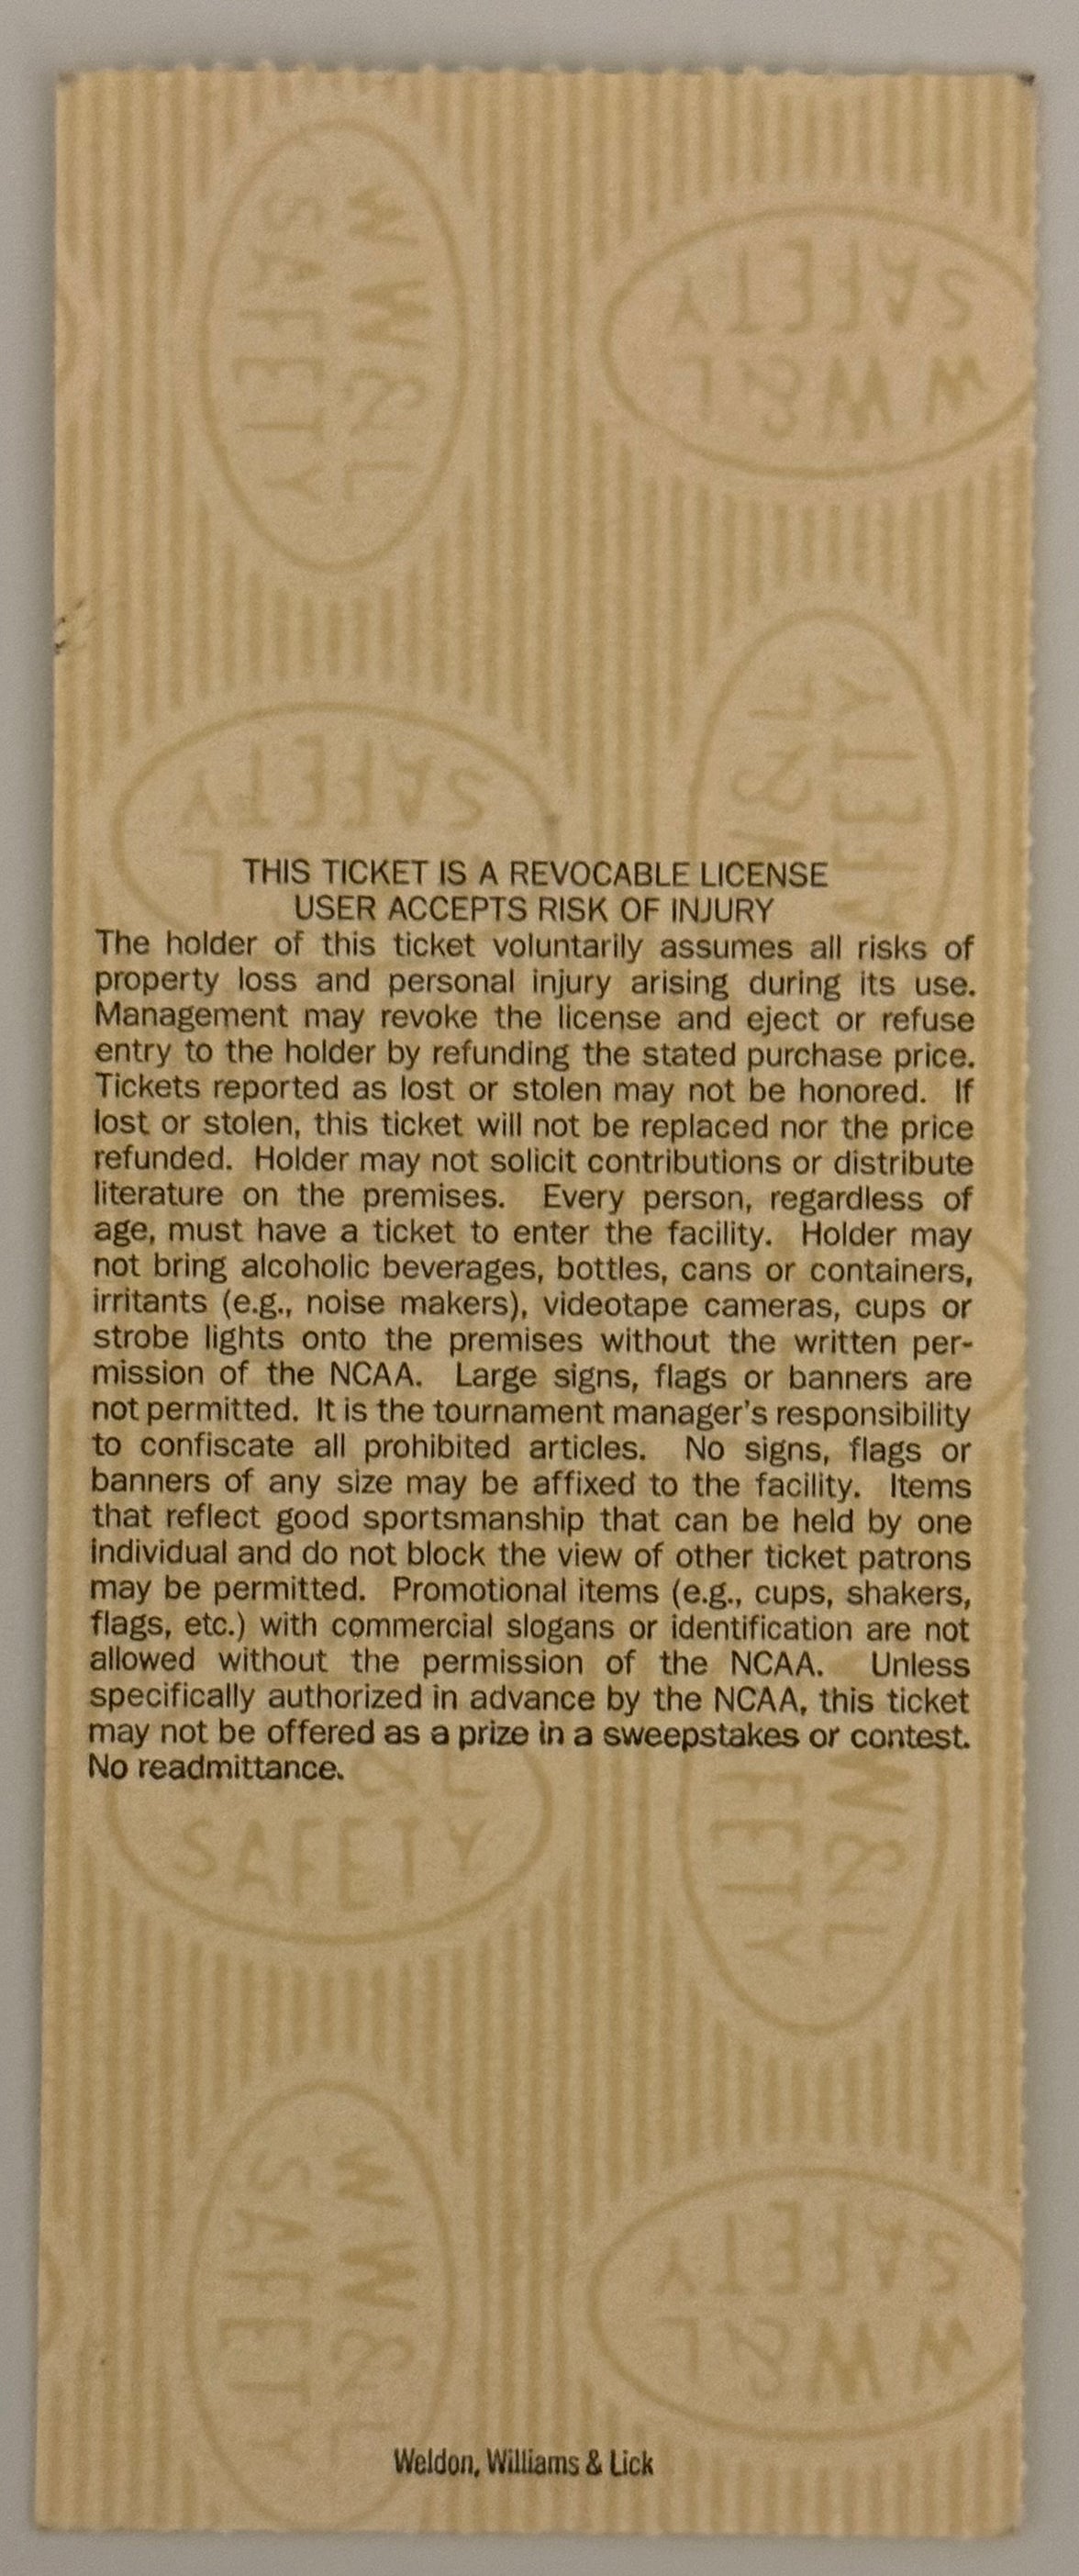 W W & L
SAFETY
W W & L
SAFETY
SAFETY
L
& L
ETY
THIS TICKET IS A REVOCABLE LICENSE
USER ACCEPTS RISK OF INJURY
The holder of this ticket voluntarily assumes all risks of
property loss and personal injury arising during its use.
Management may revoke the license and eject or refuse
entry to the holder by refunding the stated purchase price.
Tickets reported as lost or stolen may not be honored. If
lost or stolen, this ticket will not be replaced nor the price
refunded. Holder may not solicit contributions or distribute
literature on the premises. Every person, regardless of
age, must have a ticket to enter the facility. Holder may
not bring alcoholic beverages, bottles, cans or containers,
irritants (e.g., noise makers), videotape cameras, cups or
strobe lights onto the premises without the written per-
mission of the NCAA. Large signs, flags or banners are
not permitted. It is the tournament manager's responsibility
to confiscate all prohibited articles. No signs, flags or
banners of any size may be affixed to the facility. Items
that reflect good sportsmanship that can be held by one
individual and do not block the view of other ticket patrons
may be permitted. Promotional items (e.g., cups, shakers,
flags, etc.) with commercial slogans or identification are not
allowed without the permission of the NCAA. Unless
specifically authorized in advance by the NCAA, this ticket
may not be offered as a prize in a sweepstakes or contest.
No readmittance.
SAFETY
W & L
ETY
W W & L
SAFETY
W W & L
SAFETY
Weldon, Williams & Lick